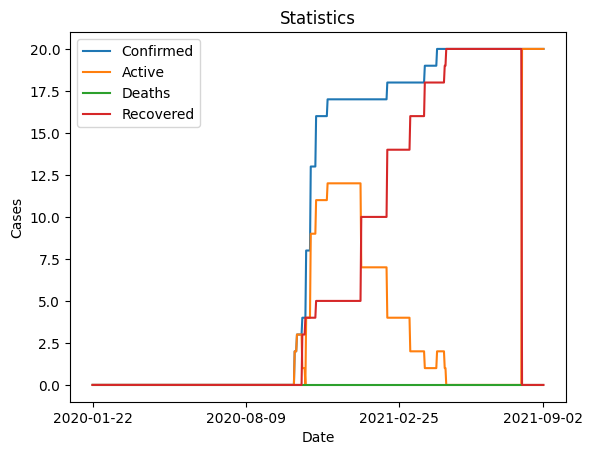 Statistics
Confirmed
Active
Deaths
Recovered
20.0
17.5
15.0
12.5
10.0
7.5
5.0
2.5
0.0
Cases
2020-01-22 2020-08-09 2021-02-25 2021-09-02
Date